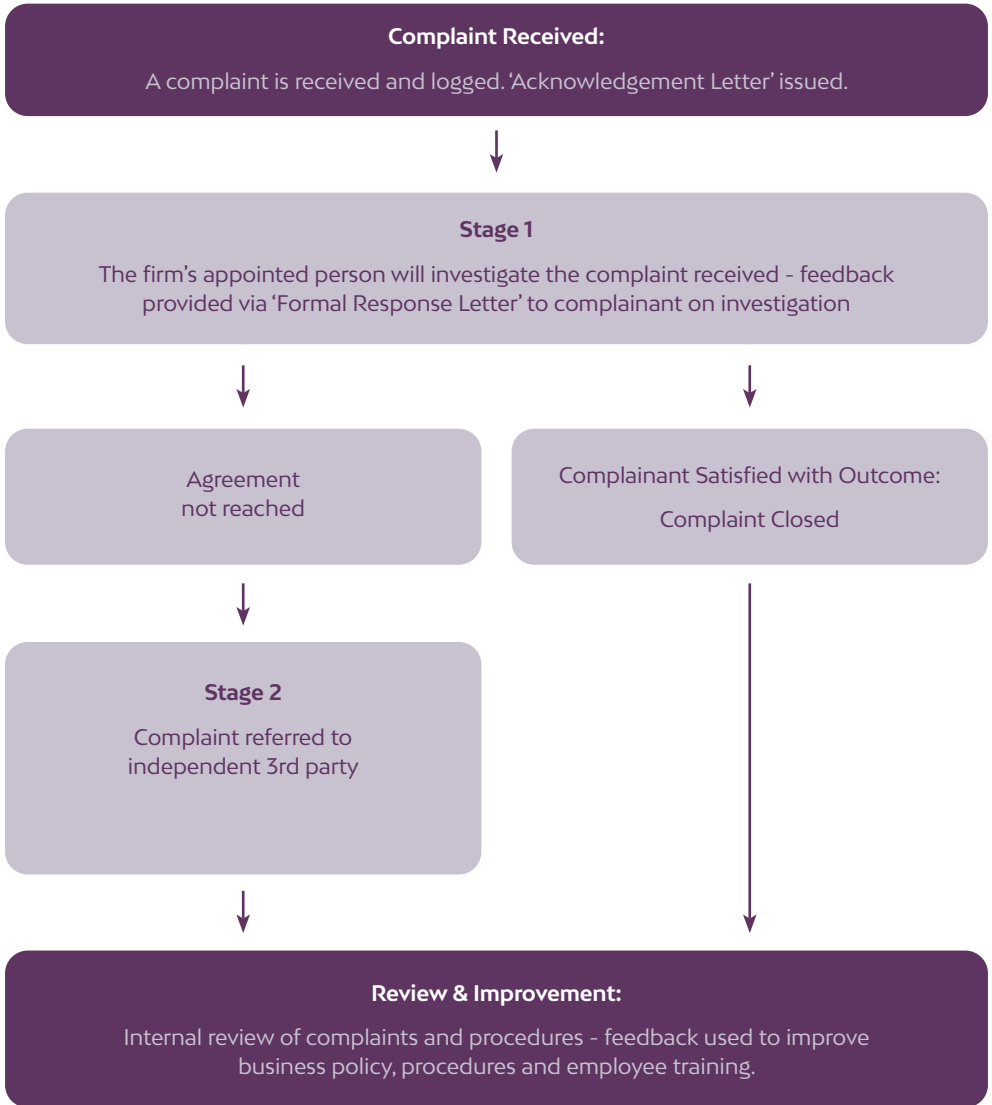 Complaint Received:
A complaint is received and logged. ‘Acknowledgement Letter’ issued.
Stage 1
The firm’s appointed person will investigate the complaint received - feedback
provided via ‘Formal Response Letter’ to complainant on investigation
Agreement
not reached
Complainant Satisfied with Outcome:
Complaint Closed
Stage 2
Complaint referred to
independent 3rd party
Review & Improvement:
Internal review of complaints and procedures - feedback used to improve
business policy, procedures and employee training.